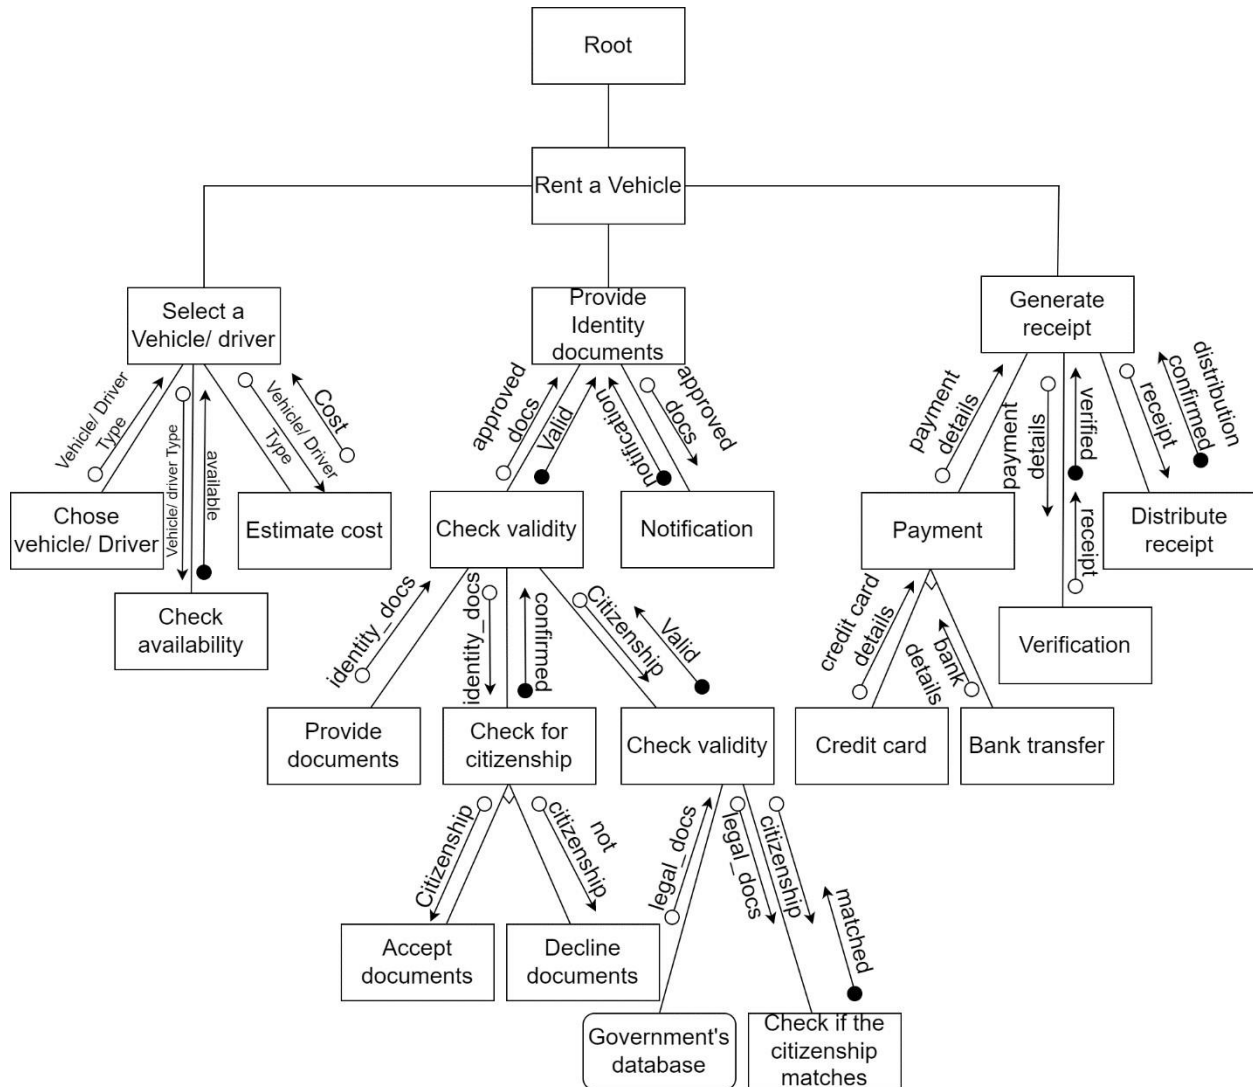 Root
Rent a Vehicle
Select a
Vehicle/ driver
Provide
Identity
documents
Generate
receipt
Vehicle/ Driver
Type
Vehicle/ driver Type
available
Vehicle/ Driver
Type
Cost
approved
docs
Valid
notification
approved
docs
payment
details
payment
details
verified
receipt
receipt
distribution
confirmed
Chose
vehicle/ Driver
Estimate cost
Check validity
Notification
Payment
Distribute
receipt
Check
availability
identity_docs
identity_docs
confirmed
Citizenship
Valid
credit card
details
bank
details
Verification
Provide
documents
Check for
citizenship
Check validity
Credit card
Bank transfer
Citizenship
not
citizenship
legal_docs
legal_docs
citizenship
matched
Accept
documents
Decline
documents
Government's
database
Check if the
citizenship
matches